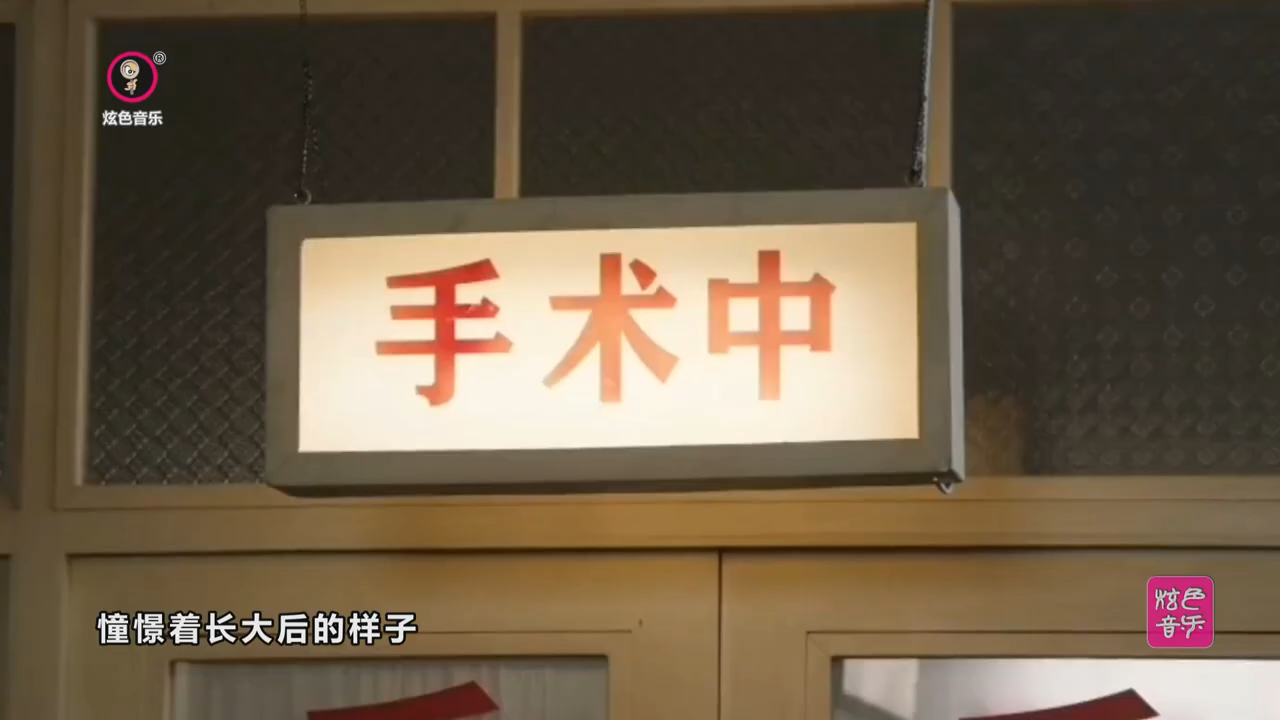 炫色音乐
手术中
憧憬着长大后的样子
炫色
音乐